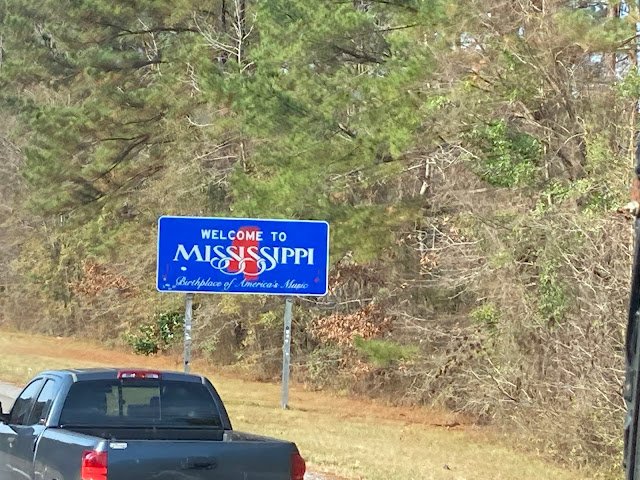 WELCOME TO
MISSISSIPPI
Birthplace of America's Music